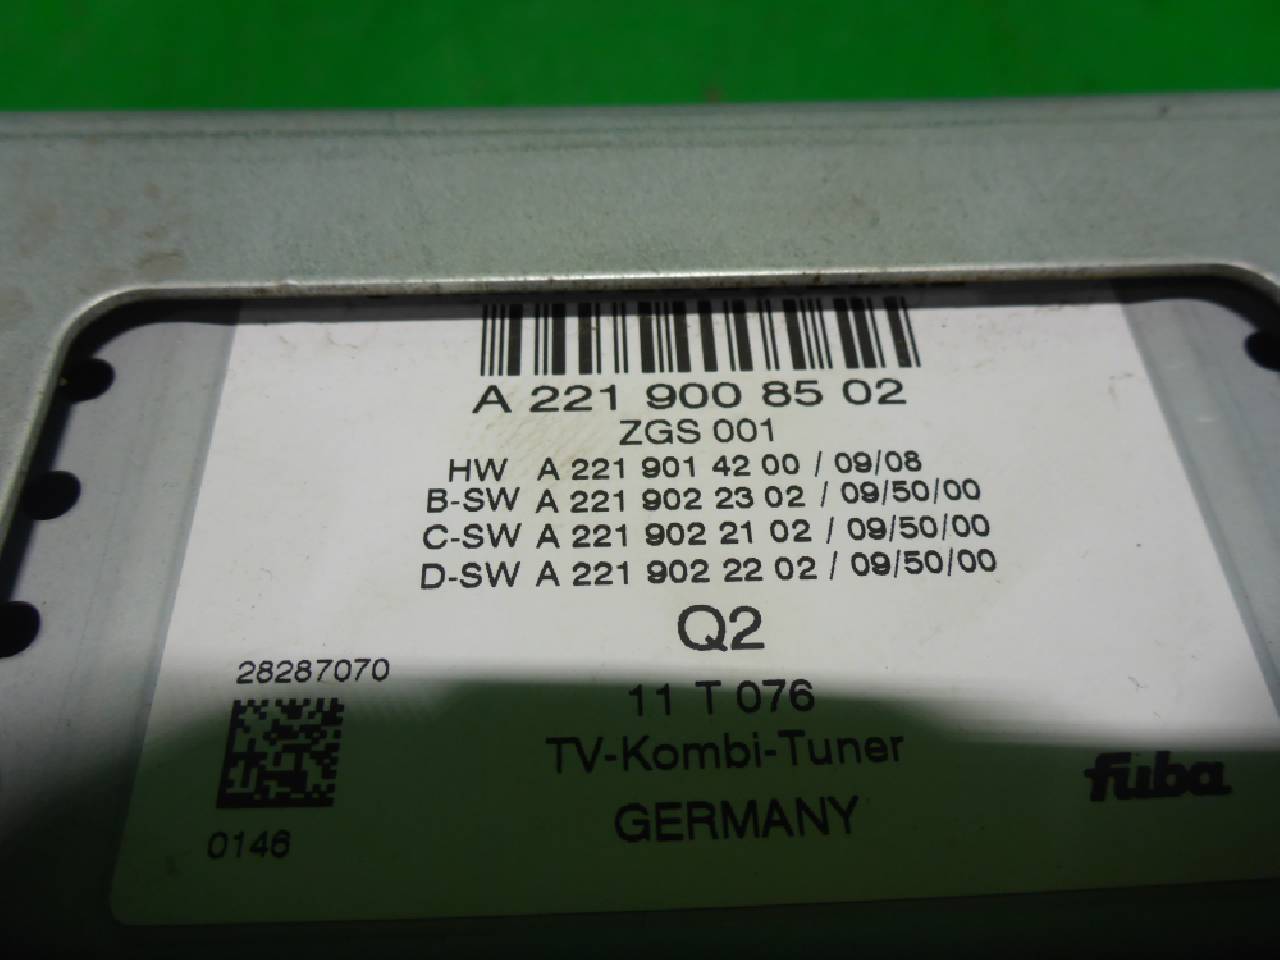 A 221 900 85 02
ZGS 001
HW A 221 901 42 00 / 09/08
B-SW A 221 902 23 02 / 09/50/00
C-SW A 221 902 21 02 / 09/50/00
D-SW A 221 902 22 02 / 09/50/00
Q2
28287070
11 T 076
TV-Kombi-Tuner
fuba
GERMANY
0146